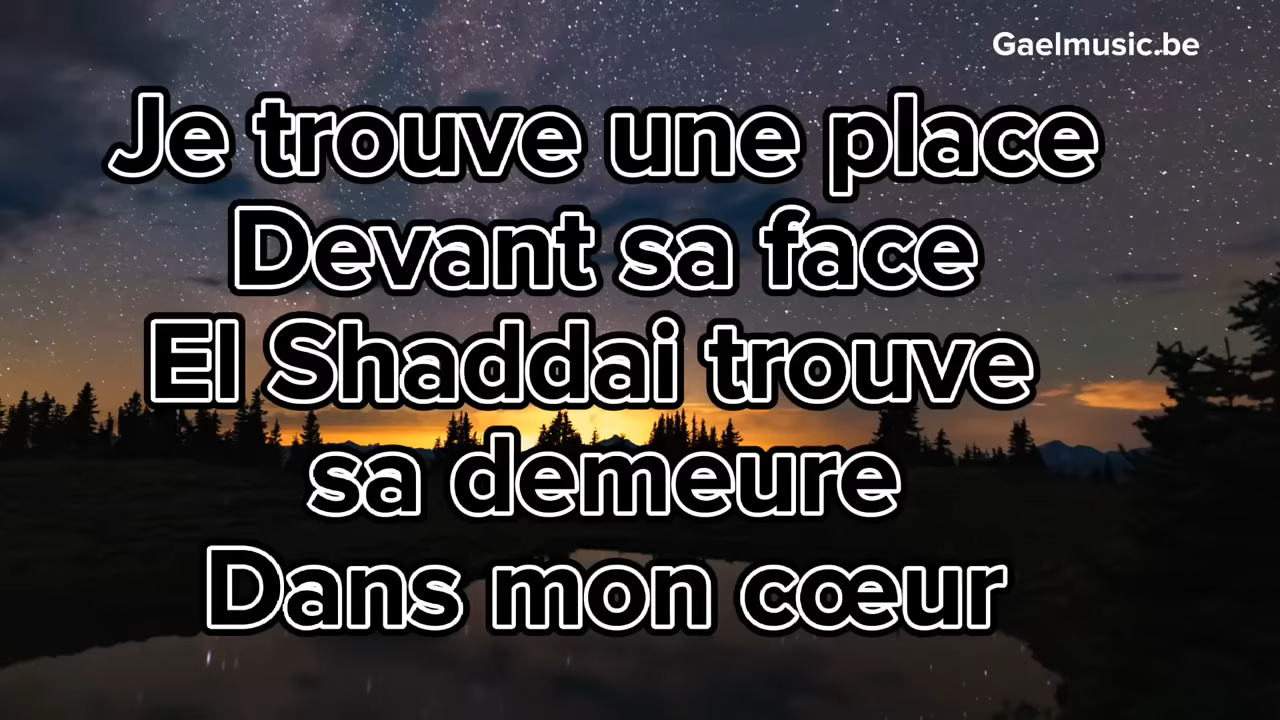 Gaelmusic.be
Je trouve une place
Devant sa face
El Shaddai trouve
sa demeure
Dans mon cœur